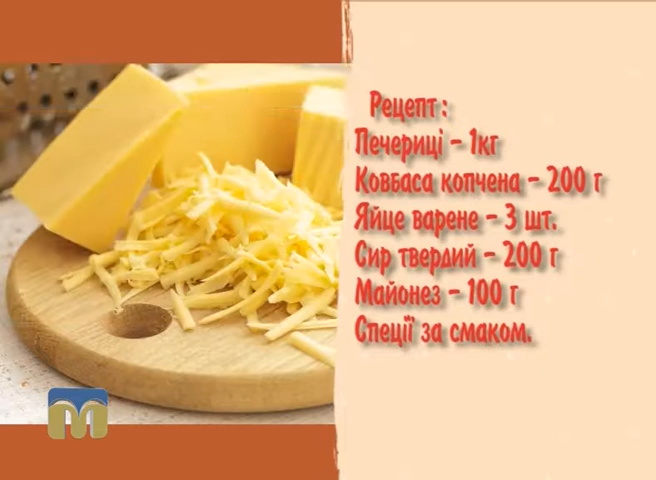 Рецепт:
Печериці - 1кг
Ковбаса копчена - 200 г
Яйце варене - 3 шт.
Сир твердий - 200 г
Майонез - 100 г
Спеції за смаком.